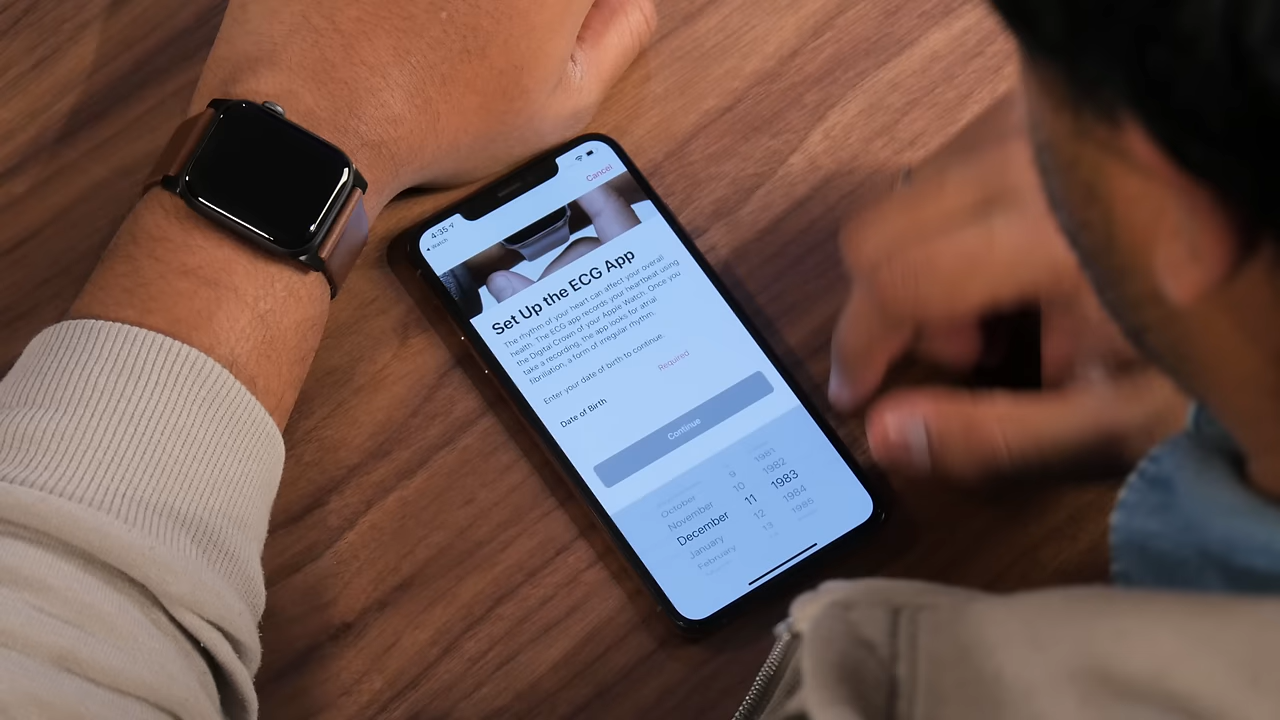 4:35
Watch
Cancel
Set Up the ECG App
The rhythm of your heart can affect your overall
health. The ECG app records your heartbeat using
the Digital Crown of your Apple Watch. Once you
take a recording, the app looks for atrial
fibrillation, a form of irregular rhythm.
Enter your date of birth to continue.
Date of Birth Required
Continue
9 1981
October 10 1982
November 11 1983
December 12 1984
January 13 1985
February